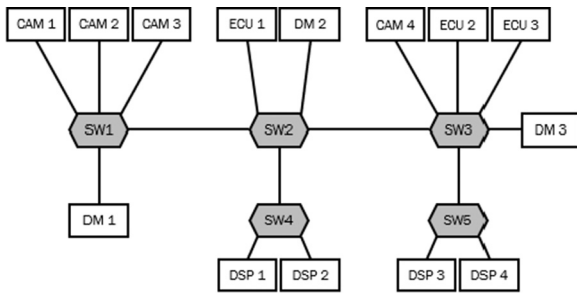 CAM 1 CAM 2 CAM 3 ECU 1 DM 2 CAM 4 ECU 2 ECU 3
SW1 SW2 SW3 DM 3
DM 1 SW4 SW5
DSP 1 DSP 2 DSP 3 DSP 4